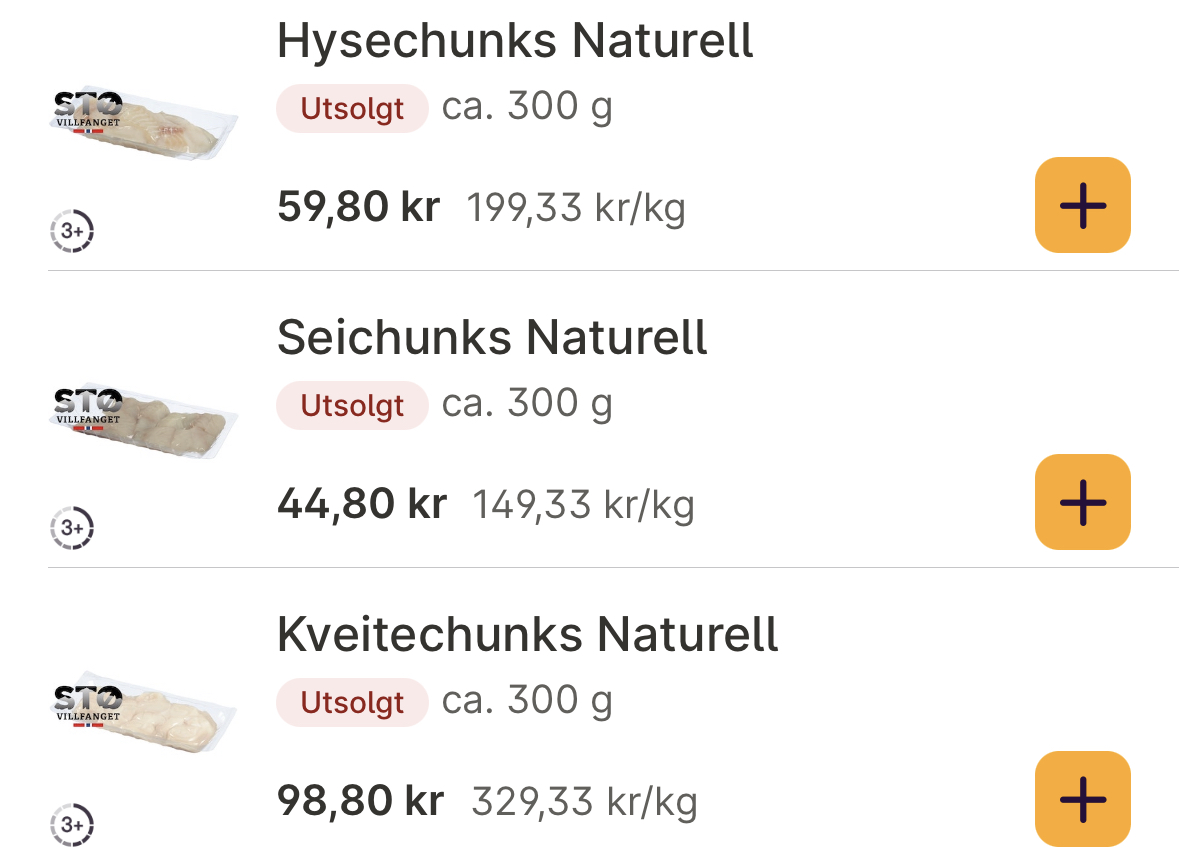 Hysechunks Naturell
STØ
VILLFANGET
Utsolgt ca. 300 g
59,80 kr 199,33 kr/kg
3+
Seichunks Naturell
STØ
VILLFANGET
Utsolgt ca. 300 g
44,80 kr 149,33 kr/kg
3+
Kveitechunks Naturell
STØ
VILLFANGET
Utsolgt ca. 300 g
98,80 kr 329,33 kr/kg
3+